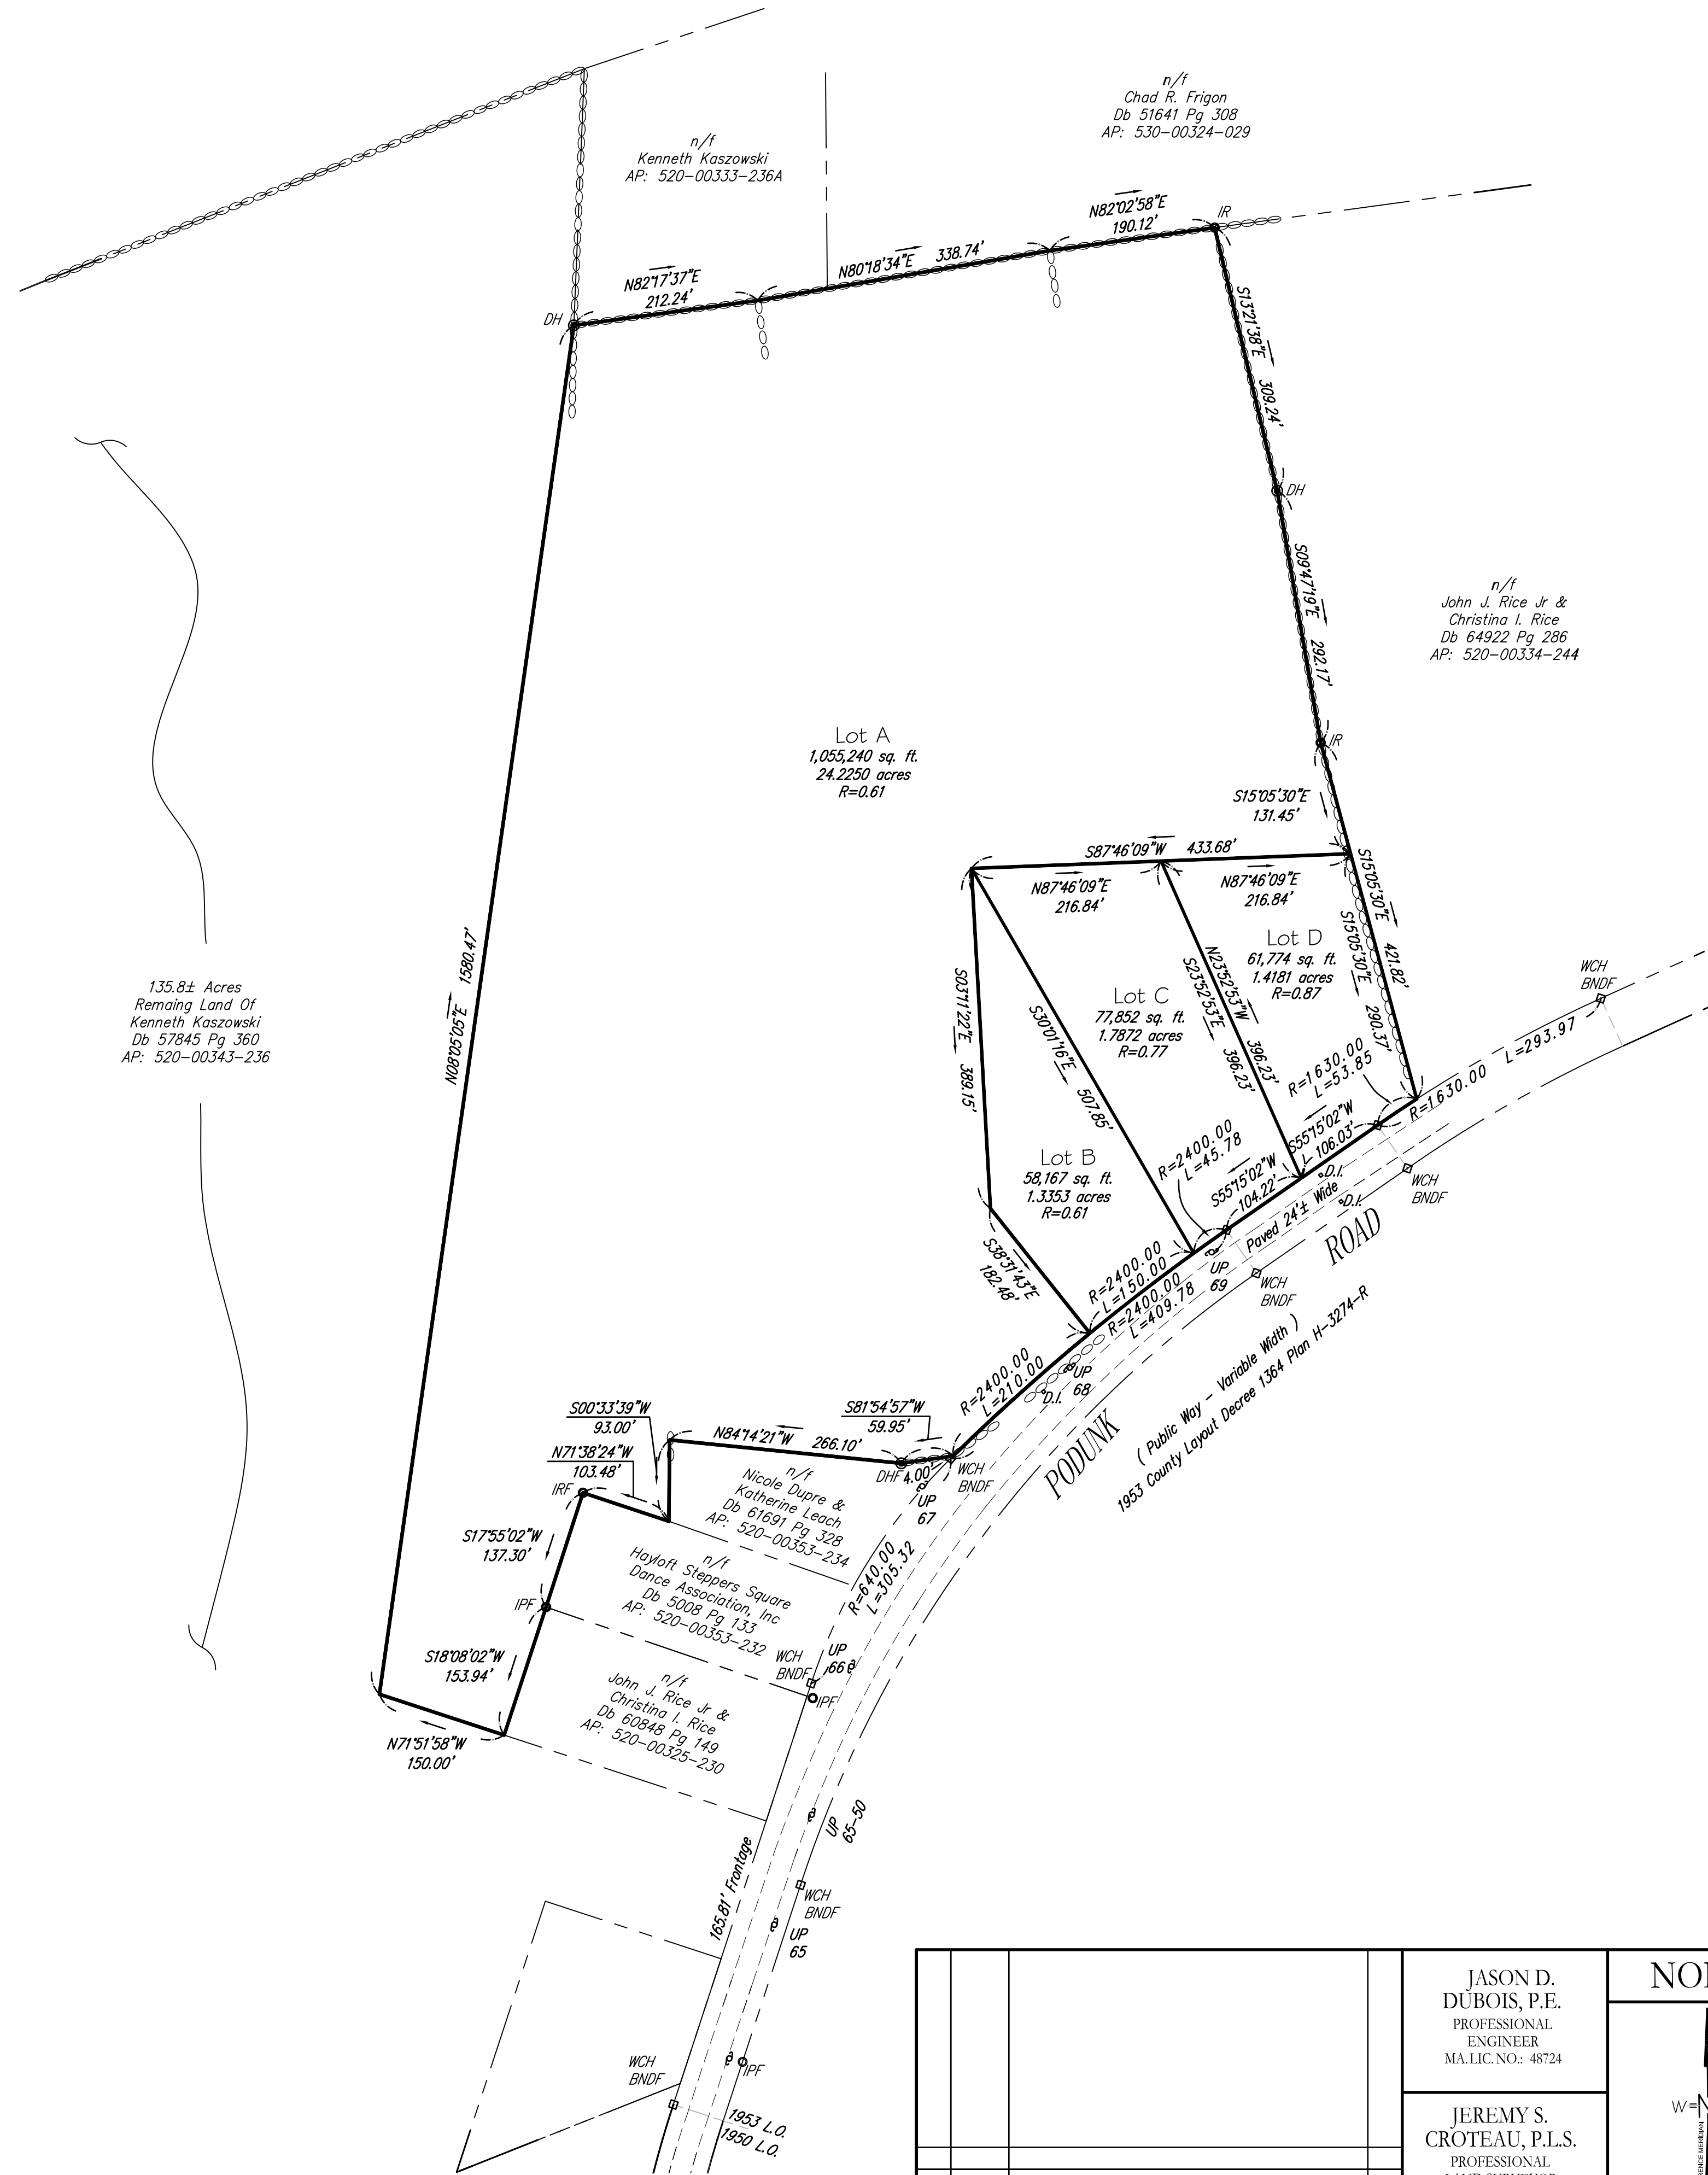 n/f
Chad R. Frigon
Db 51641 Pg 308
AP: 530-00324-029
n/f
Kenneth Kaszowski
AP: 520-00333-236A
N82°02'58"E
190.12'
IR
N80°18'34"E 338.74'
N82°17'37"E
212.24'
DH
S13°21'38"E 309.24'
DH
S09°47'19"E 292.17'
n/f
John J. Rice Jr &
Christina I. Rice
Db 64922 Pg 286
AP: 520-00334-244
IR
Lot A
1,055,240 sq. ft.
24.2250 acres
R=0.61
S15°05'30"E
131.45'
S87°46'09"W 433.68'
N87°46'09"E
216.84'
N87°46'09"E
216.84'
S15°05'30"E 421.82'
S15°05'30"E 290.37'
N08°05'05"E 1580.47'
135.8± Acres
Remaing Land Of
Kenneth Kaszowski
Db 57845 Pg 360
AP: 520-00343-236
Lot D
61,774 sq. ft.
1.4181 acres
R=0.87
N23°52'53"W 396.23'
S23°52'53"E 396.23'
Lot C
77,852 sq. ft.
1.7872 acres
R=0.77
S03°11'22"E 389.15'
S30°01'16"E 507.85'
WCH
BNDF
L=293.97
R=1630.00
R=1630.00
L=53.85
S55°15'02"W
106.03'
R=2400.00
L=45.78
S55°15'02"W
104.22'
Lot B
58,167 sq. ft.
1.3353 acres
R=0.61
D.I.
D.I.
WCH
BNDF
Paved 24'± Wide
ROAD
S38°31'43"E
182.48'
R=2400.00
L=150.00
R=2400.00
L=409.78
UP
69
WCH
BNDF
( Public Way - Variable Width )
1953 County Layout Decree 1364 Plan H-3274-R
R=2400.00
L=210.00
UP
68
D.I.
PODUNK
S00°33'39"W
93.00'
S81°54'57"W
59.95'
N84°14'21"W 266.10'
N71°38'24"W
103.48'
DHF
4.00'
WCH
BNDF
UP
67
IRF
n/f
Nicole Dupre &
Katherine Leach
Db 61691 Pg 328
AP: 520-00353-234
S17°55'02"W
137.30'
n/f
Hayloft Steppers Square
Dance Association, Inc
Db 5008 Pg 133
AP: 520-00353-232
R=640.00
L=305.32
IPF
S18°08'02"W
153.94'
WCH
BNDF
UP
66
IPF
n/f
John J. Rice Jr &
Christina I. Rice
Db 60848 Pg 149
AP: 520-00325-230
N71°51'58"W
150.00'
UP
65-50
165.81' Frontage
WCH
BNDF
UP
65
WCH
BNDF
IPF
1953 L.O.
1950 L.O.
JASON D.
DUBOIS, P.E.
PROFESSIONAL
ENGINEER
MA.LIC.NO.: 48724
JEREMY S.
CROTEAU, P.L.S.
PROFESSIONAL
W=